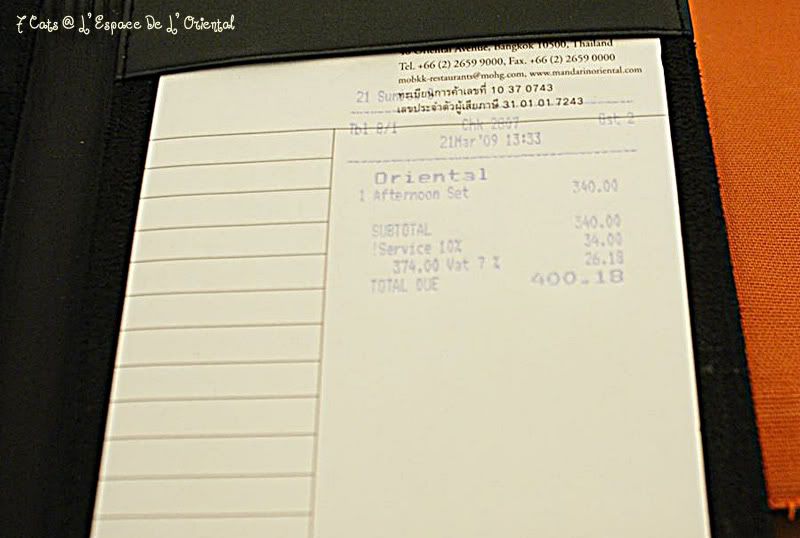 7 Cats @ L' Espace De L' Oriental
Oriental Avenue, Bangkok 10500, Thailand
Tel. +66 (2) 2659 9000, Fax. +66 (2) 2659 0000
mobkk-restaurants@mohg.com, www.mandarinoriental.com
ทะเบียนการค้าเลขที่ 10 37 0743
เลขประจำตัวผู้เสียภาษี 31 01 01 7243
21
Tbl 8/1 Chk 2007 Gst 2
21Mar'09 13:33
Oriental
1 Afternoon Set 340.00
SUBTOTAL 340.00
!Service 10% 34.00
374.00 Vat 7 % 26.18
TOTAL DUE 400.18